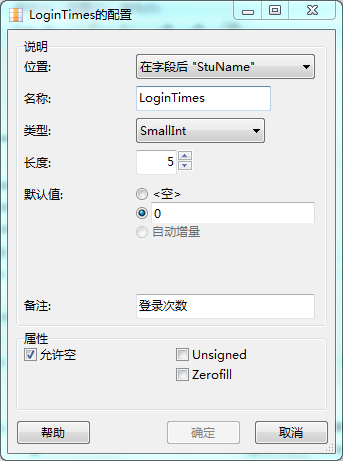 LoginTimes的配置
说明
位置: 在字段后 "StuName"
名称: LoginTimes
类型: SmallInt
长度: 5
默认值: <空>
0
自动增量
备注: 登录次数
属性
允许空 Unsigned
Zerofill
帮助 确定 取消